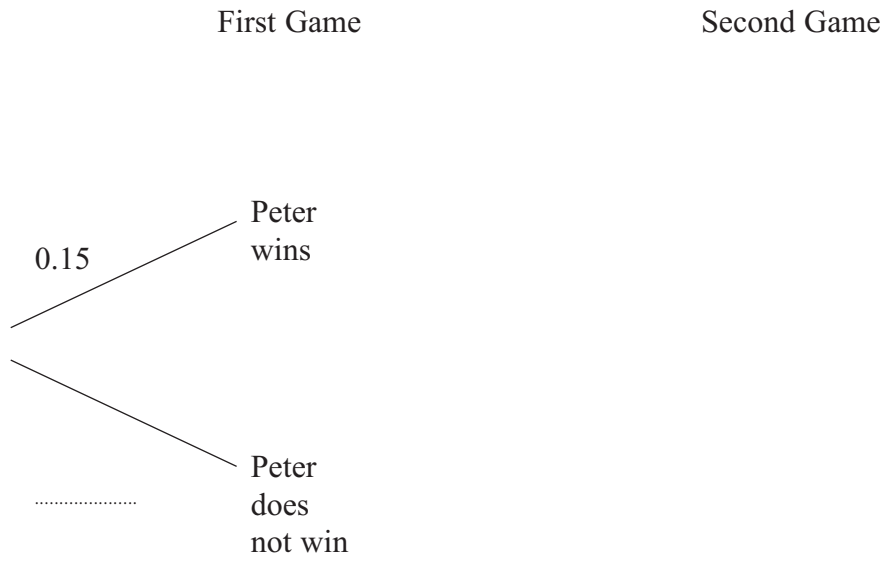 First Game
Second Game
Peter
wins
0.15
Peter
does
not win
.....................